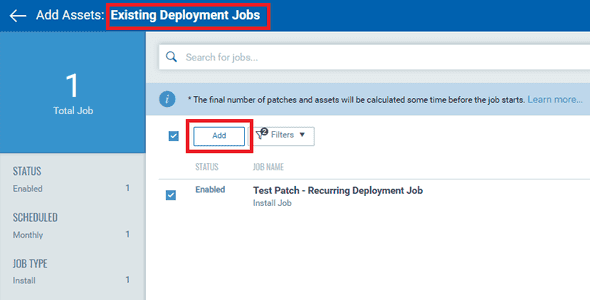 Add Assets: Existing Deployment Jobs
1
Total Job
Search for jobs...
* The final number of patches and assets will be calculated some time before the job starts. Learn more...
Add
2
Filters
STATUS
Enabled 1
SCHEDULED
Monthly 1
JOB TYPE
Install 1
STATUS JOB NAME
Enabled Test Patch - Recurring Deployment Job
Install Job